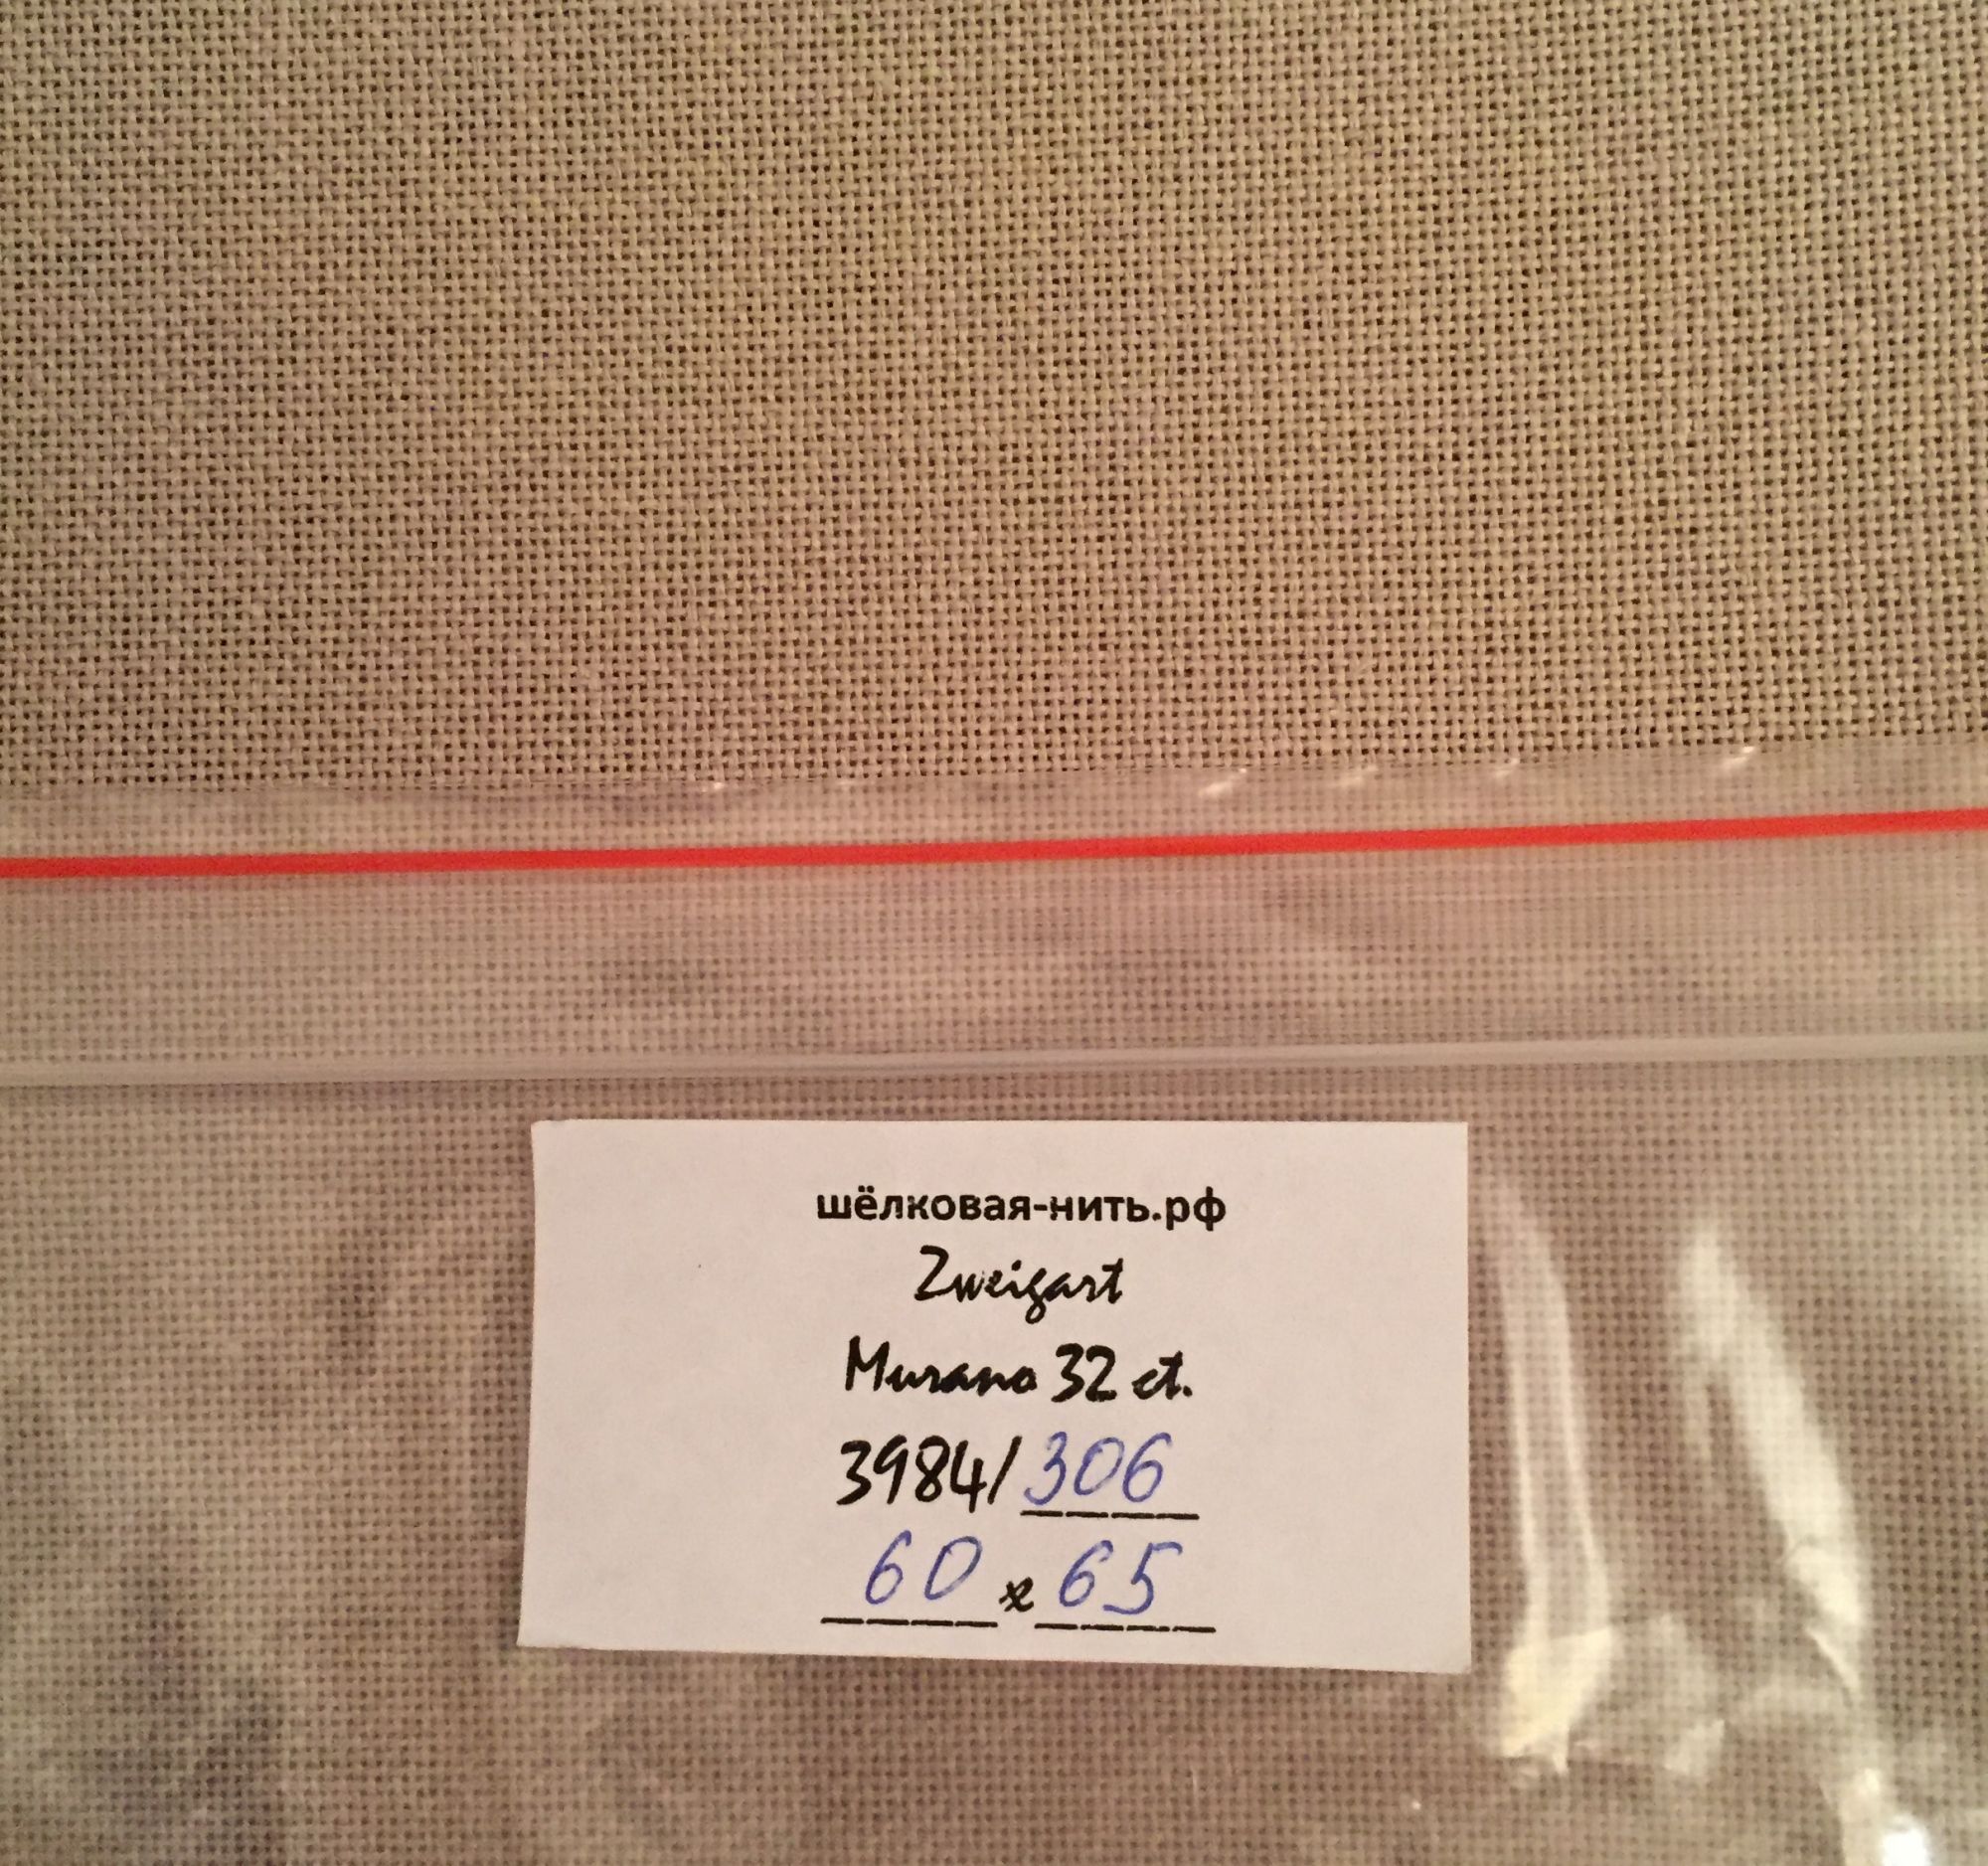 шёлковая-нить.рф
Zweigart
Murano 32 ct.
3984/306
60 x 65